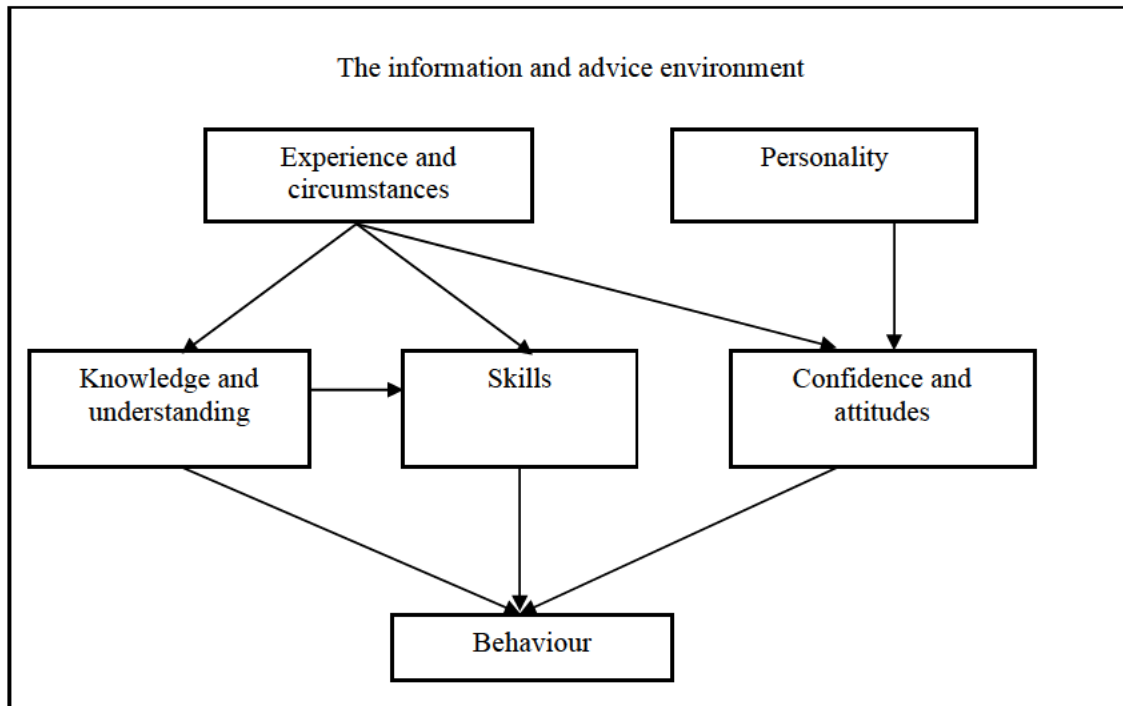 The information and advice environment
Experience and
circumstances
Personality
Knowledge and
understanding
Skills
Confidence and
attitudes
Behaviour